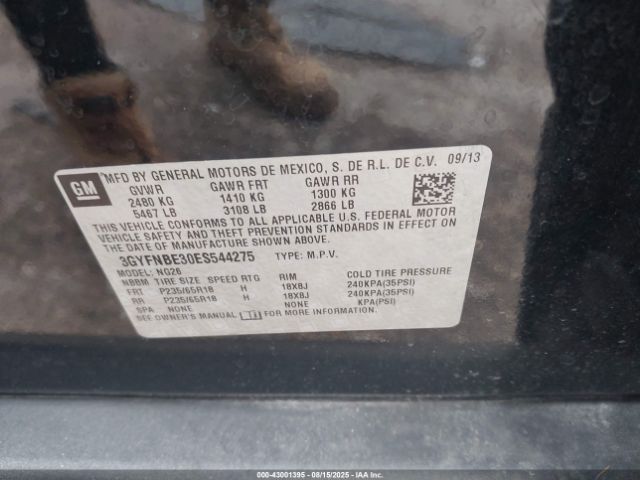 GM
MFD BY GENERAL MOTORS DE MEXICO, S. DE R.L. DE C.V. 09/13
GVWR GAWR FRT GAWR RR
2480 KG 1410 KG 1300 KG
5467 LB 3108 LB 2866 LB
THIS VEHICLE CONFORMS TO ALL APPLICABLE U.S. FEDERAL MOTOR
VEHICLE SAFETY AND THEFT PREVENTION STANDARDS IN EFFECT ON
THE DATE OF MANUFACTURE SHOWN ABOVE.
3GYFNBE30ES544275 TYPE: M.P.V.
MODEL: NG26
NBBM TIRE SIZE SPEED RTG RIM COLD TIRE PRESSURE
FRT P235/65R18 H 18X8J 240KPA(35PSI)
RR P235/65R18 H 18X8J 240KPA(35PSI)
SPA NONE NONE KPA(PSI)
SEE OWNER'S MANUAL FOR MORE INFORMATION.
000-43001395 - 08/15/2025 - IAAI.COM